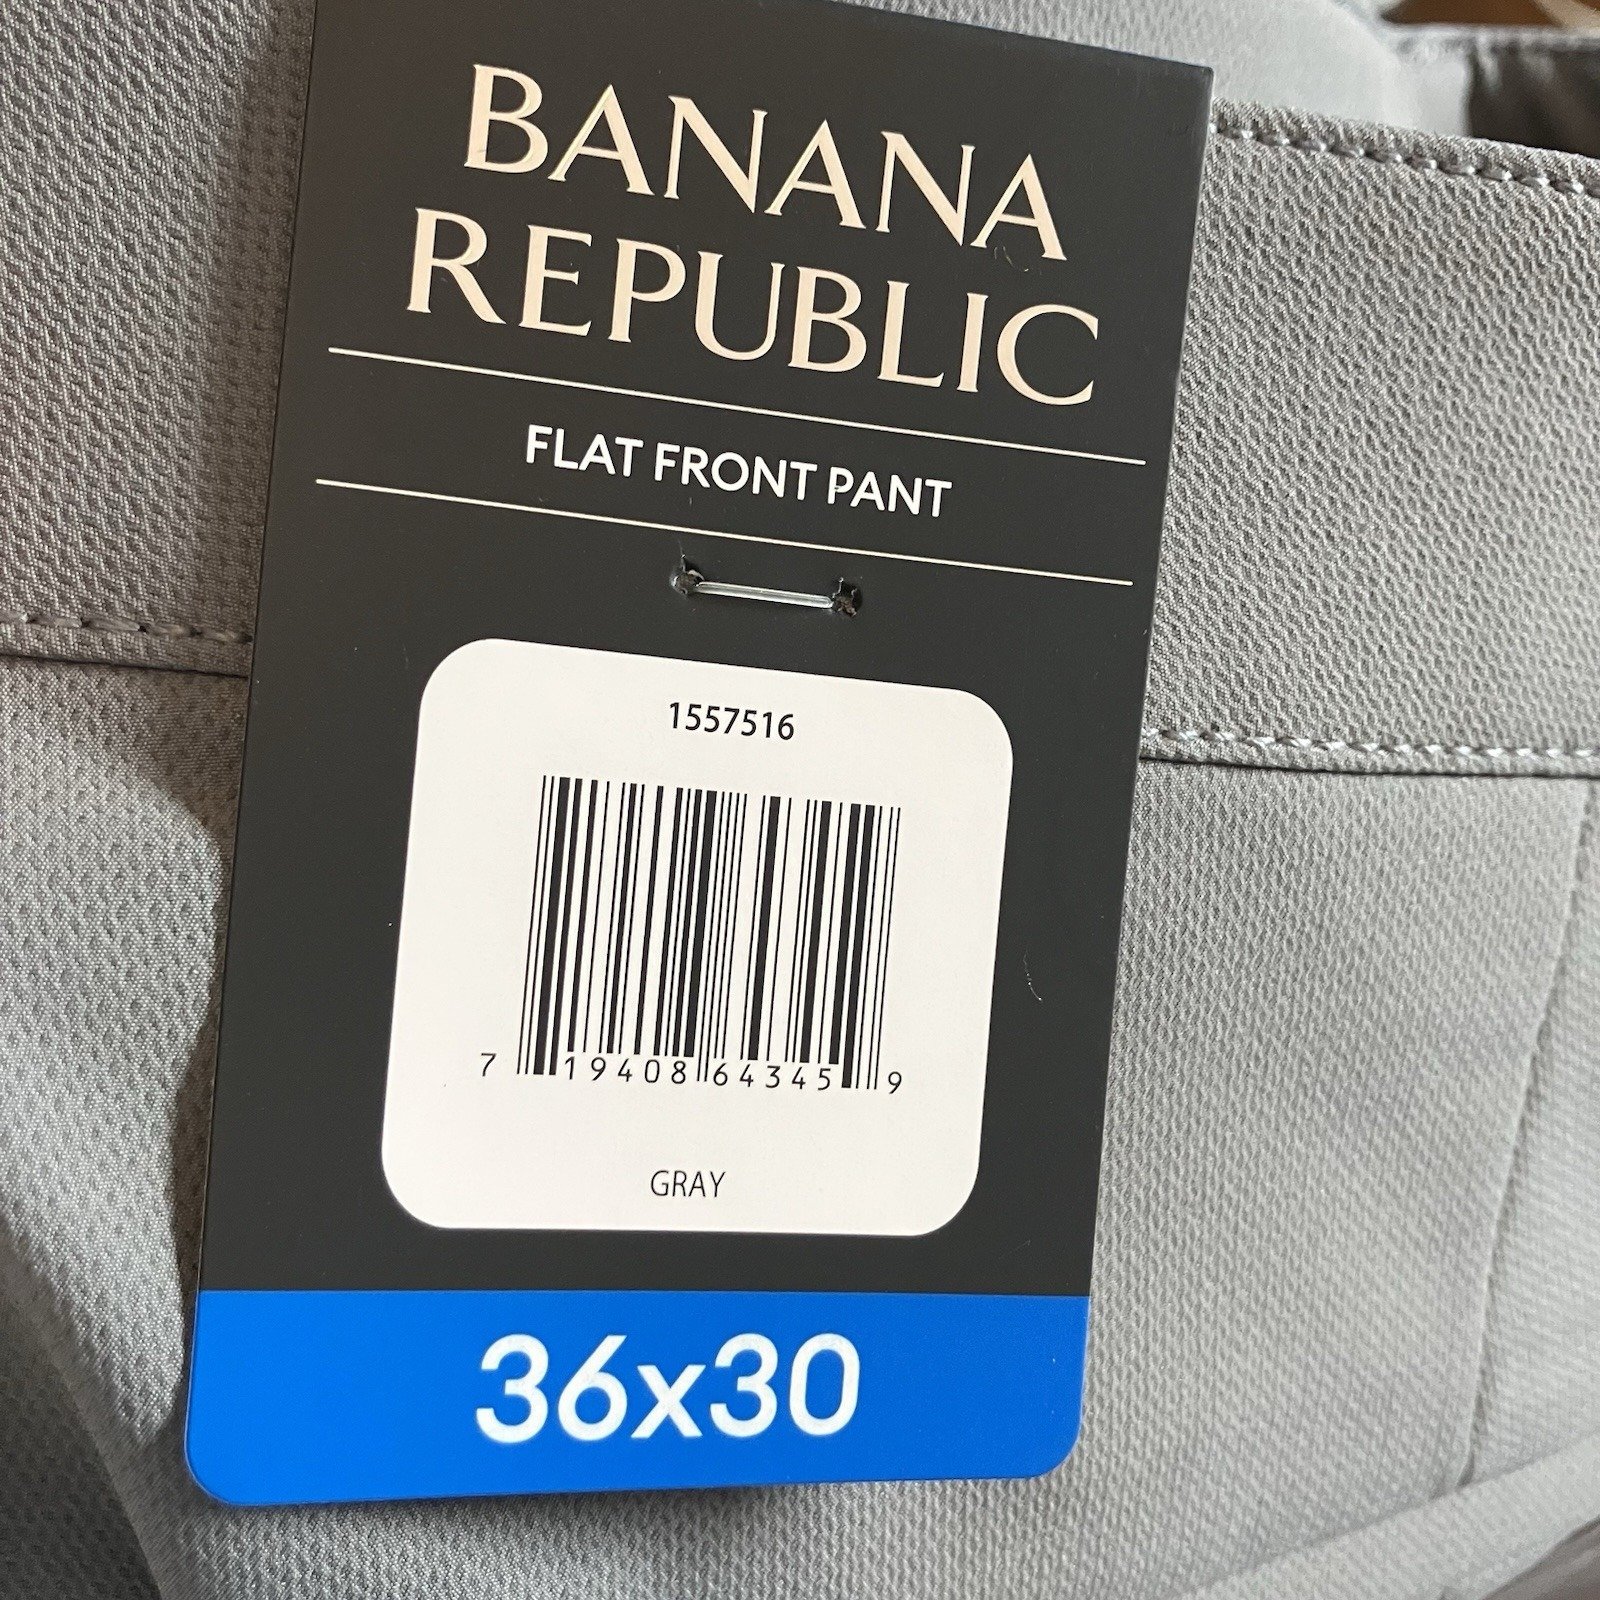 BANANA
REPUBLIC
FLAT FRONT PANT
1557516
7 19408 64345 9
GRAY
36x30